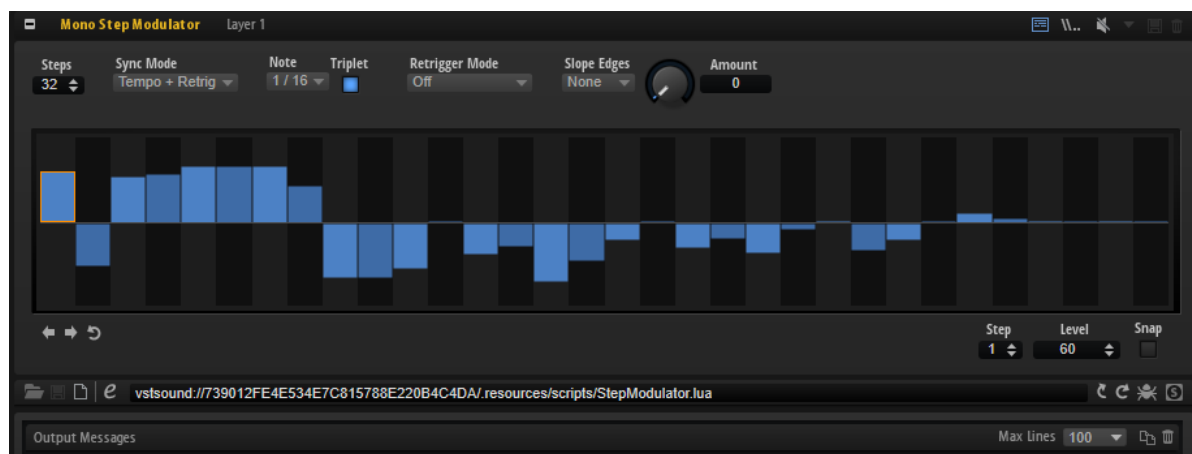 Mono Step Modulator Layer 1
Steps Sync Mode Note Triplet Retrigger Mode Slope Edges Amount
32 Tempo + Retrig 1 / 16 Off None 0
Step Level Snap
1 60
vstsound://739012FE4E534E7C815788E220B4C4DA/.resources/scripts/StepModulator.lua
Output Messages Max Lines 100